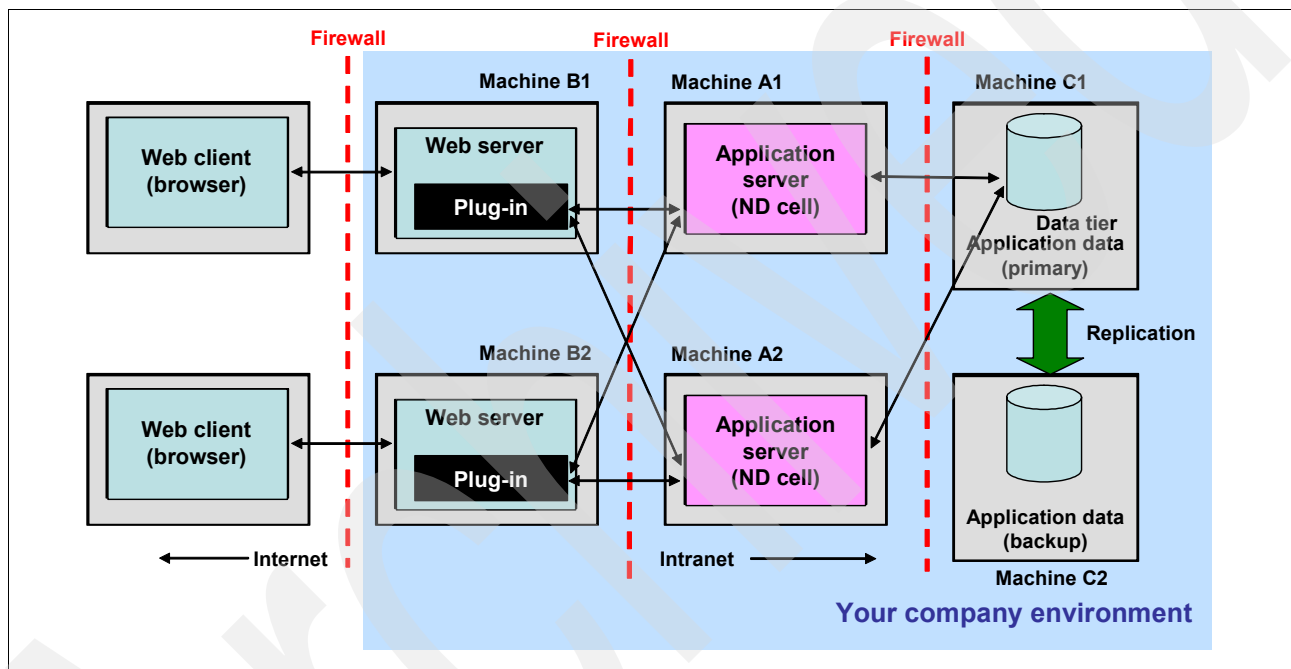 Firewall
Firewall
Firewall
Machine B1
Machine A1
Machine C1
Web client
(browser)
Web server
Plug-in
Application
server
(ND cell)
Data tier
Application data
(primary)
Replication
Machine B2
Machine A2
Web client
(browser)
Web server
Plug-in
Application
server
(ND cell)
Application data
(backup)
Internet
Intranet
Machine C2
Your company environment